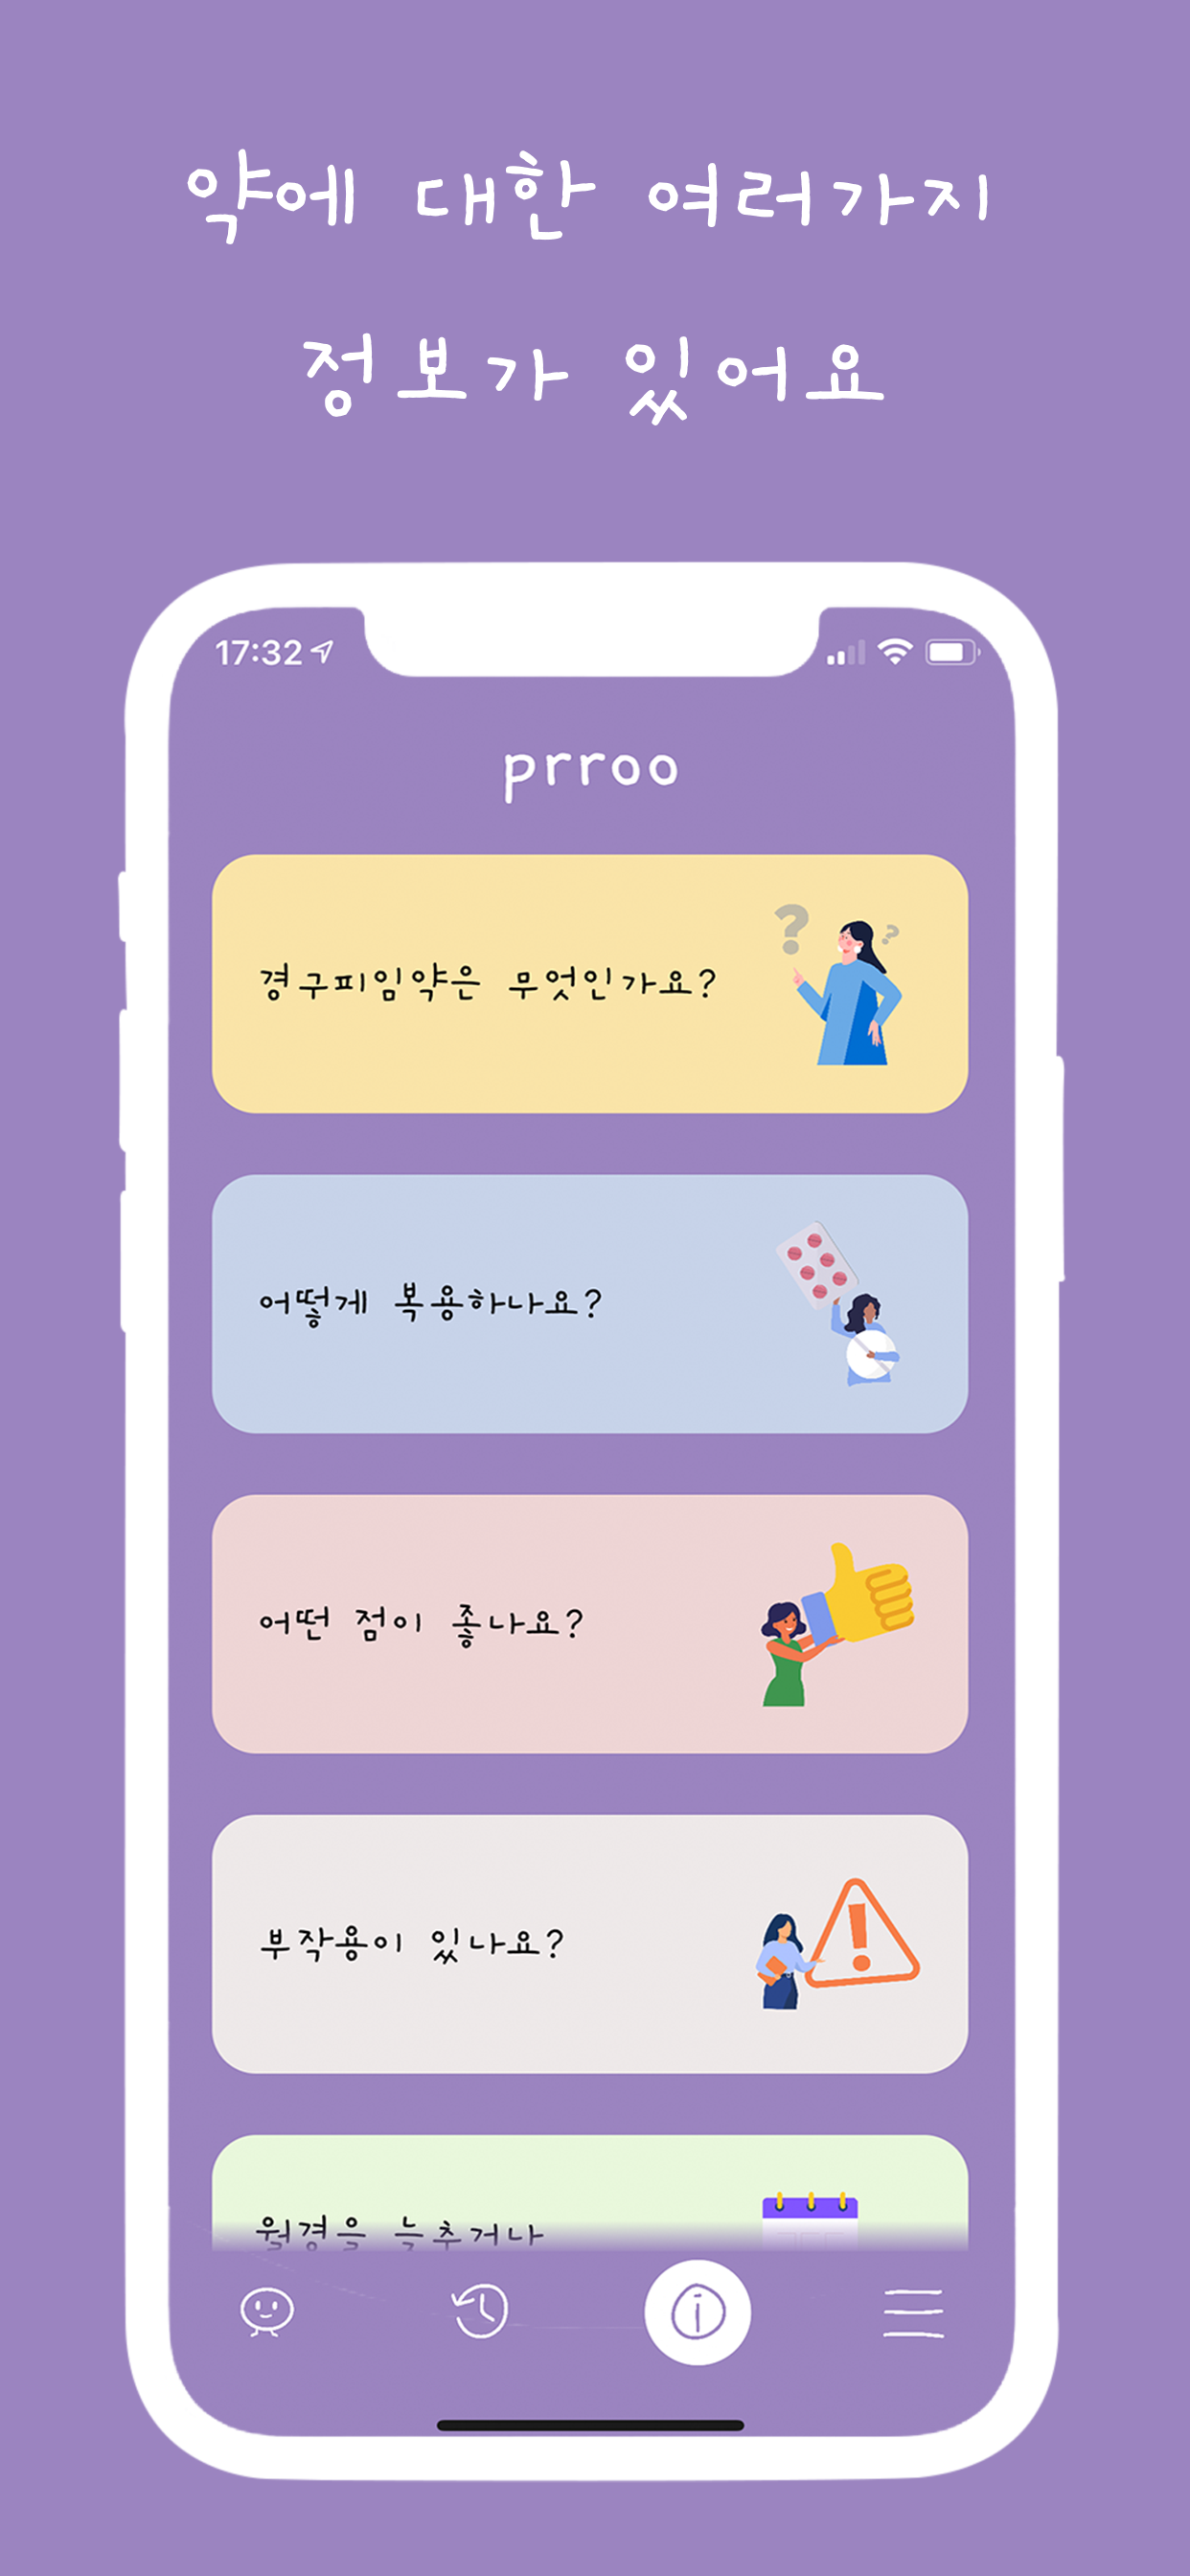 약에 대한 여러가지
정보가 있어요
17:32
prroo
경구피임약은 무엇인가요?
어떻게 복용하나요?
어떤 점이 좋나요?
부작용이 있나요?
월경을 늦추거나